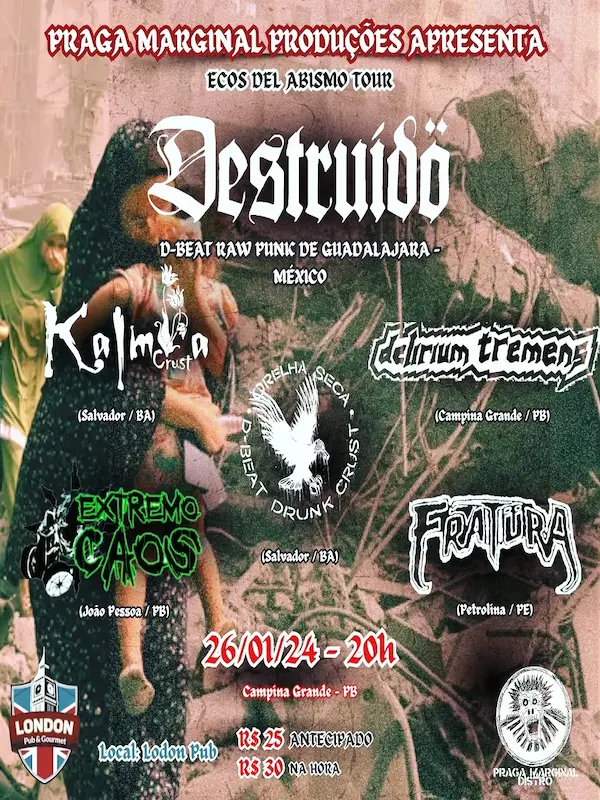 PRAGA MARGINAL PRODUÇÕES APRESENTA
ECOS DEL ABISMO TOUR
Destruidö
D-BEAT RAW PUNK DE GUADALAJARA -
MÉXICO
Kalmia
Crust
(Salvador / BA)
delirium tremens
(Campina Grande / PB)
VORELHA SECA
D-BEAT DRUNK CRUST
(Salvador / BA)
EXTREMO
CAOS
(João Pessoa / PB)
FRATÜRA
(Petrolina / PE)
26/01/24 - 20h
Campina Grande - PB
LONDON
Pub & Gourmet
Local: Lodon Pub
R$ 25 ANTECIPADO
R$ 30 NA HORA
PRAGA MARGINAL
DISTRO